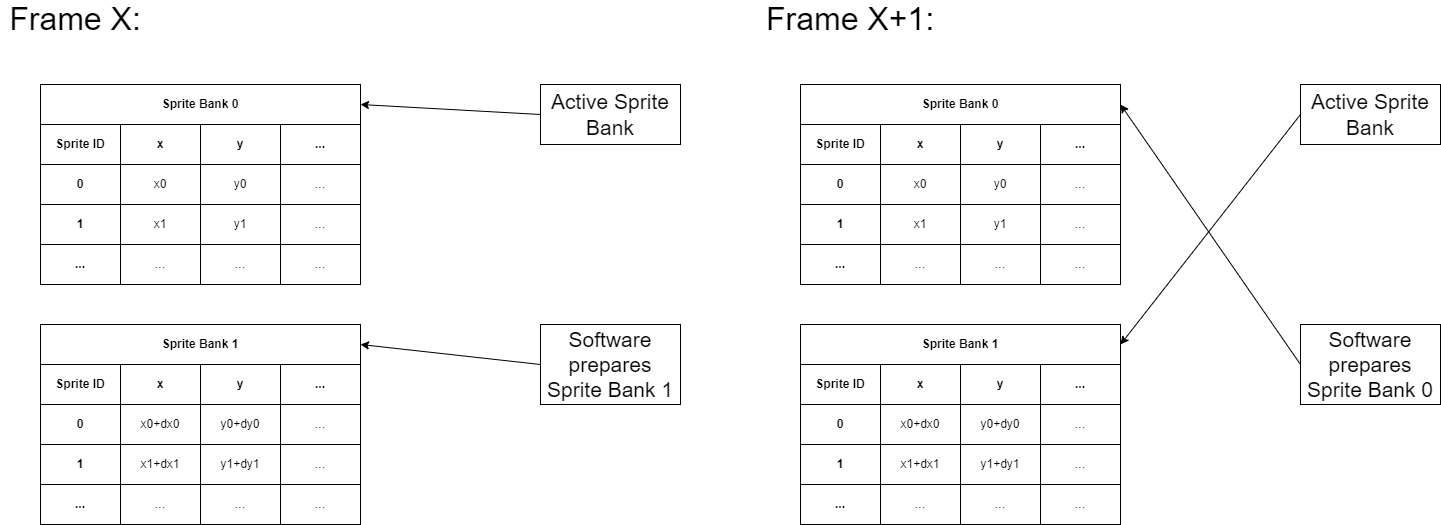 Frame X:
Frame X+1:
Sprite Bank 0
Sprite ID x y ...
0 x0 y0 ...
1 x1 y1 ...
... ... ... ...
Active Sprite
Bank
Sprite Bank 1
Sprite ID x y ...
0 x0+dx0 y0+dy0 ...
1 x1+dx1 y1+dy1 ...
... ... ... ...
Software
prepares
Sprite Bank 1
Sprite Bank 0
Sprite ID x y ...
0 x0 y0 ...
1 x1 y1 ...
... ... ... ...
Active Sprite
Bank
Sprite Bank 1
Sprite ID x y ...
0 x0+dx0 y0+dy0 ...
1 x1+dx1 y1+dy1 ...
... ... ... ...
Software
prepares
Sprite Bank 0